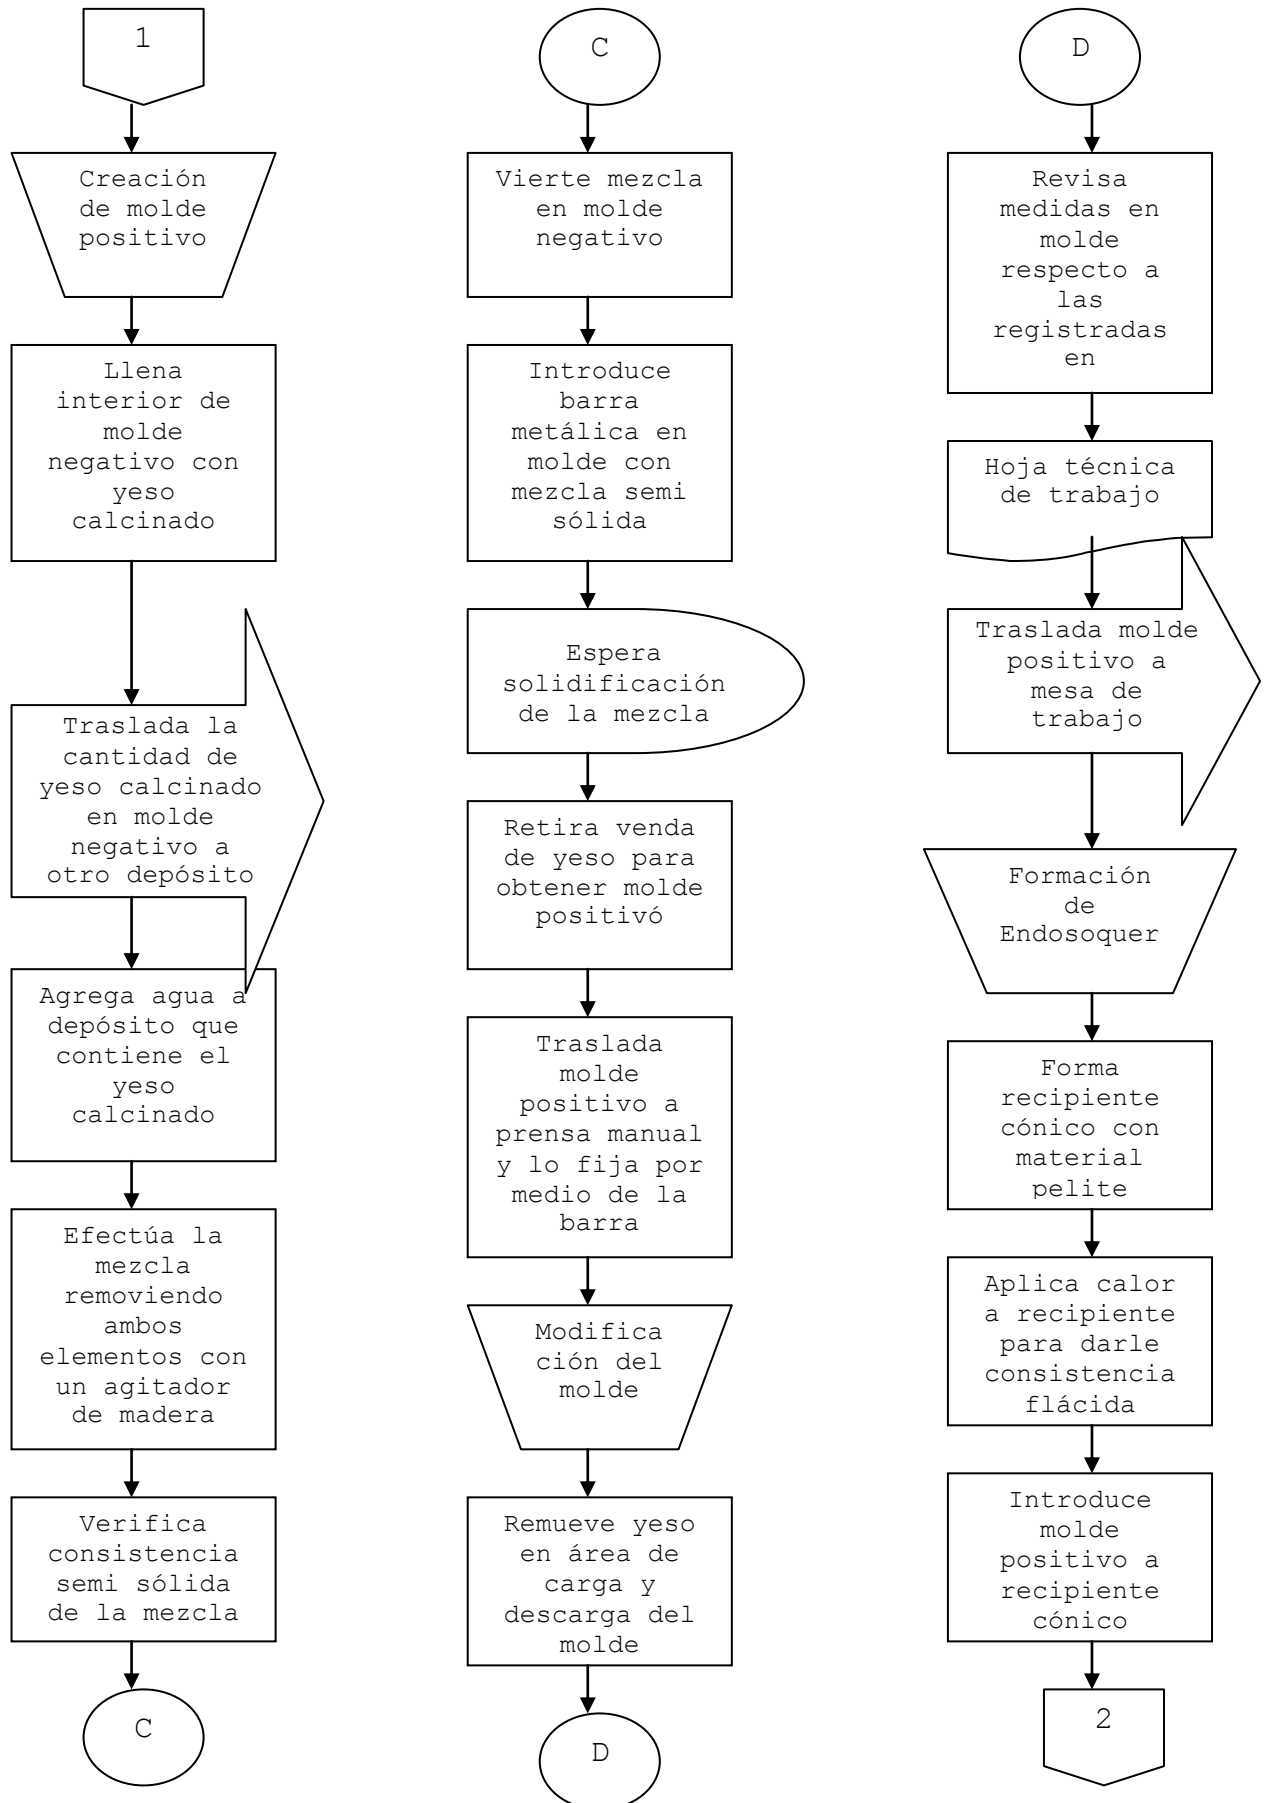 1
Creación
de molde
positivo
Llena
interior de
molde
negativo con
yeso
calcinado
Traslada la
cantidad de
yeso calcinado
en molde
negativo a
otro depósito
Agrega agua a
depósito que
contiene el
yeso
calcinado
Efectúa la
mezcla
removiendo
ambos
elementos con
un agitador
de madera
Verifica
consistencia
semi sólida
de la mezcla
C
C
Vierte mezcla
en molde
negativo
Introduce
barra
metálica en
molde con
mezcla semi
sólida
Espera
solidificación
de la mezcla
Retira venda
de yeso para
obtener molde
positivó
Traslada
molde
positivo a
prensa manual
y lo fija por
medio de la
barra
Modifica
ción del
molde
Remueve yeso
en área de
carga y
descarga del
molde
D
D
Revisa
medidas en
molde
respecto a
las
registradas
en
Hoja técnica
de trabajo
Traslada molde
positivo a
mesa de
trabajo
Formación
de
Endosoquer
Forma
recipiente
cónico con
material
pelite
Aplica calor
a recipiente
para darle
consistencia
flácida
Introduce
molde
positivo a
recipiente
cónico
2